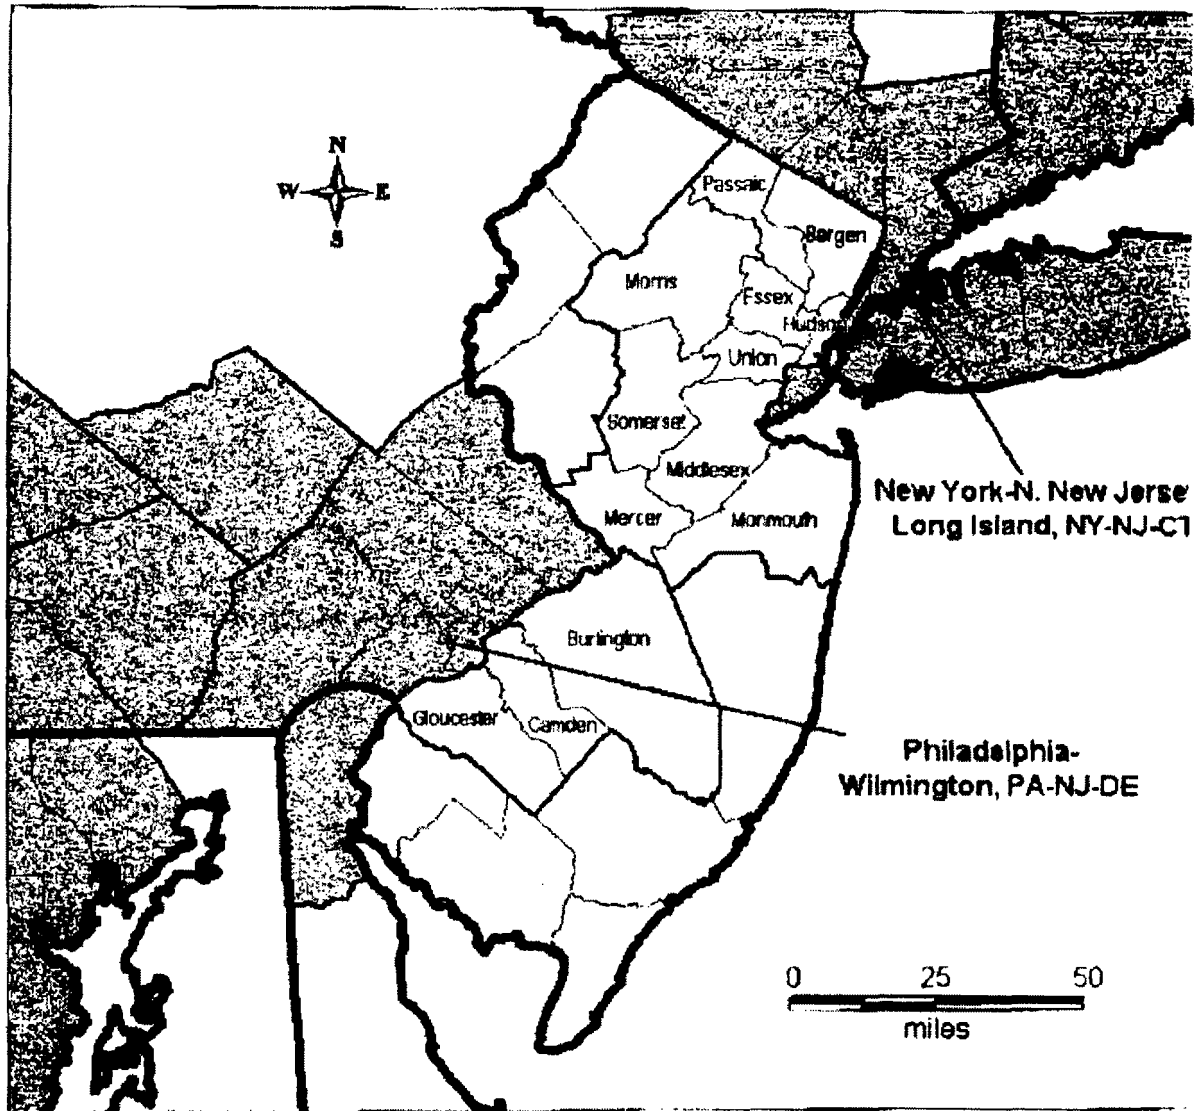 N
W E
S
Passaic
Bergen
Morris
Essex
Hudson
Union
Somerset
Middlesex
Mercer
Monmouth
New York-N. New Jerse
Long Island, NY-NJ-CT
Burlington
Gloucester
Camden
Philadelphia-
Wilmington, PA-NJ-DE
0 25 50
miles